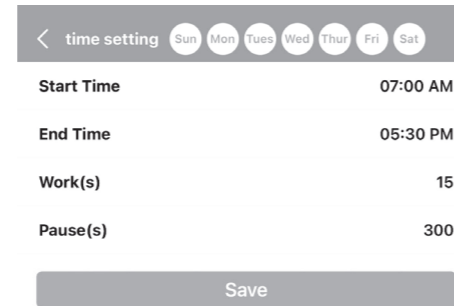 time setting Sun Mon Tues Wed Thur Fri Sat
Start Time 07:00 AM
End Time 05:30 PM
Work(s) 15
Pause(s) 300
Save